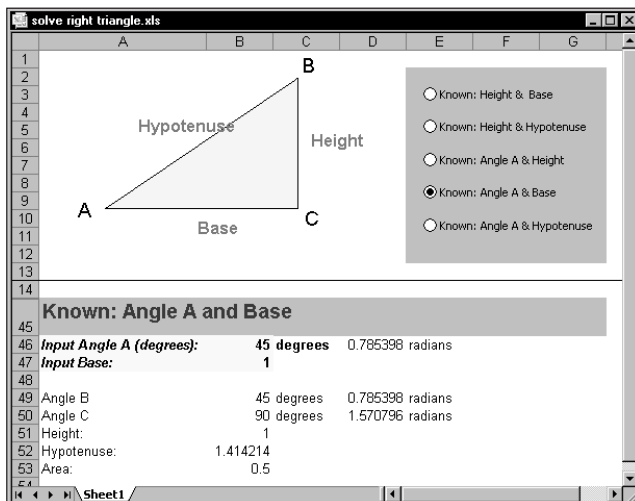 solve right triangle.xls
A B C D E F G
1
2 B
3 Known: Height & Base
4
5 Hypotenuse Known: Height & Hypotenuse
6 Height
7 Known: Angle A & Height
8
9 Known: Angle A & Base
10 A C
11 Base Known: Angle A & Hypotenuse
12
13
14
45 Known: Angle A and Base
46 Input Angle A (degrees): 45 degrees 0.785398 radians
47 Input Base: 1
48
49 Angle B 45 degrees 0.785398 radians
50 Angle C 90 degrees 1.570796 radians
51 Height: 1
52 Hypotenuse: 1.414214
53 Area: 0.5
54
Sheet1